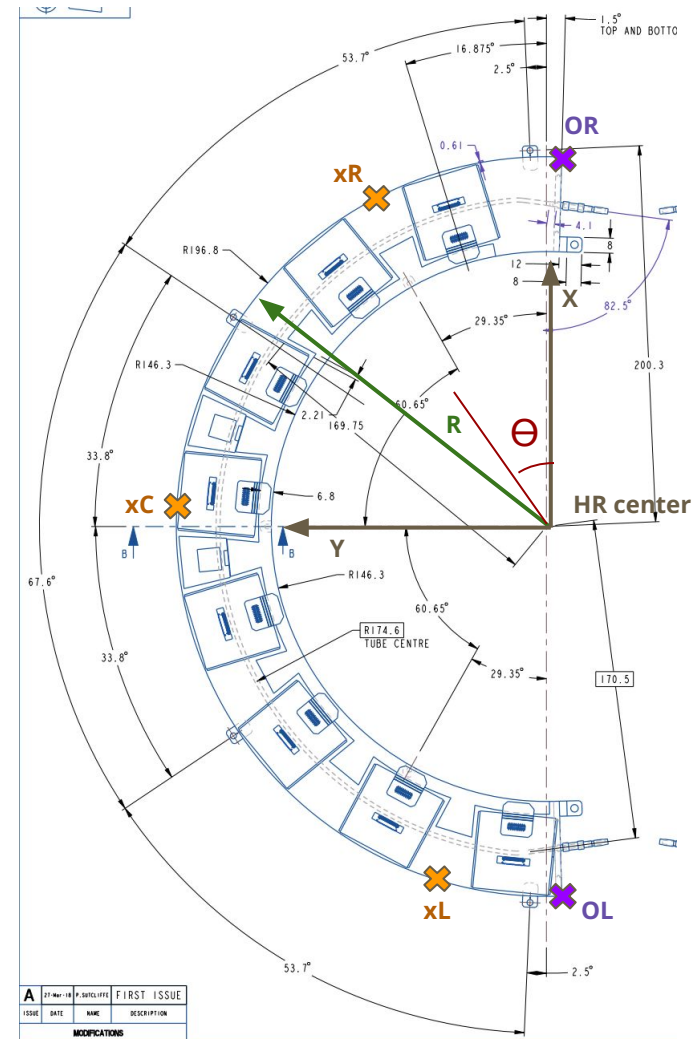 1.5°
TOP AND BOTTO
53.7°
16.875°
2.5°
OR
0.61
xR
4.1
8
R196.8
12
X
8
82.5°
29.35°
200.3
R146.3
60.65°
2.21
R
Θ
169.75
33.8°
6.8
xC
HR center
B
B
Y
67.6°
R146.3
60.65°
R174.6
TUBE CENTRE
33.8°
29.35°
170.5
xL
OL
53.7°
2.5°
A 27-Mar-18 P.SUTCLIFFE FIRST ISSUE
ISSUE DATE NAME DESCRIPTION
MODIFICATIONS